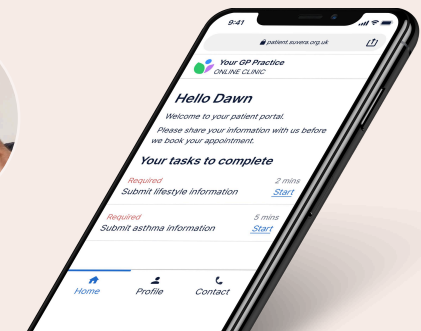 9:41
patient.suvera.org.uk
Your GP Practice
ONLINE CLINIC
Hello Dawn
Welcome to your patient portal.
Please share your information with us before
we book your appointment.
Your tasks to complete
Required
2 mins
Submit lifestyle information
Start
Required
5 mins
Submit asthma information
Start
Home
Profile
Contact